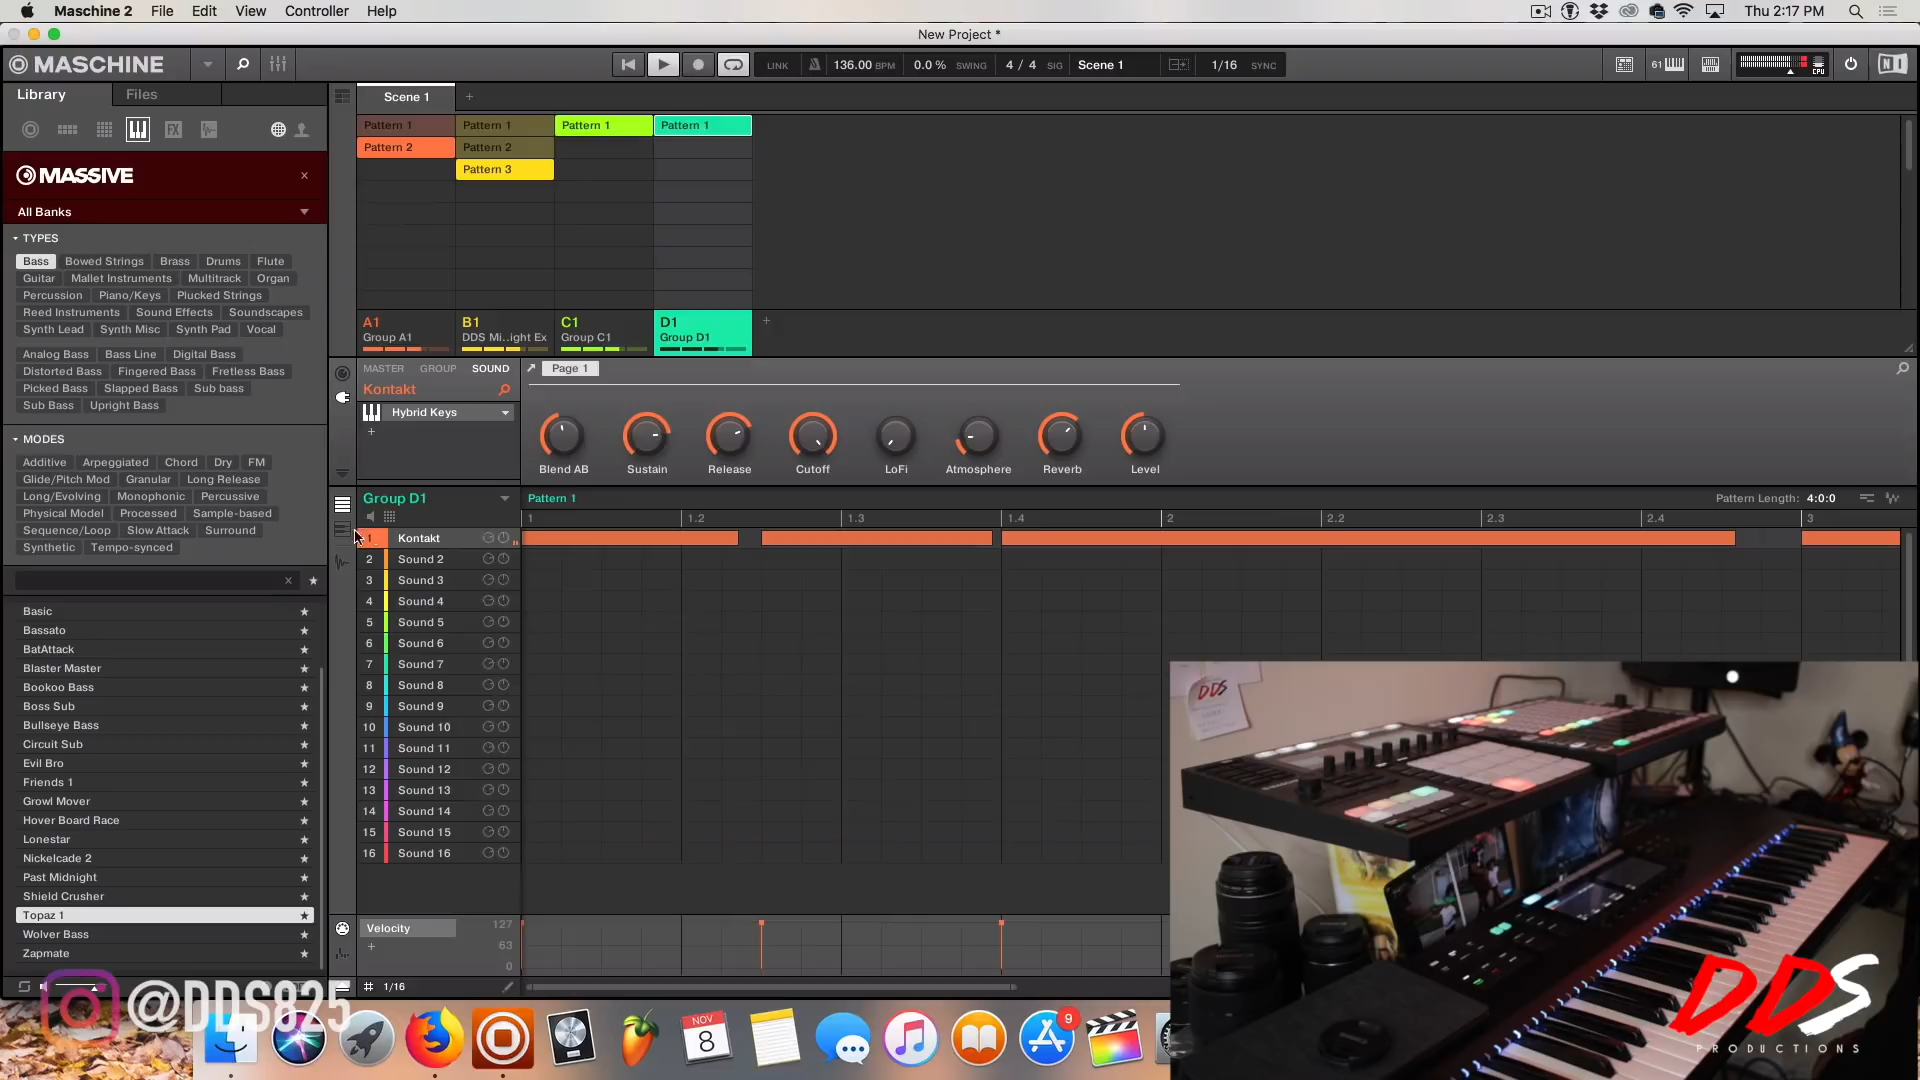 Maschine 2 File Edit View Controller Help Thu 2:17 PM
New Project *
MASCHINE LINK 136.00 BPM 0.0 % SWING 4 / 4 SIG Scene 1 1/16 SYNC 61 CPU NI
Library Files
Scene 1 +
Pattern 1 Pattern 1 Pattern 1 Pattern 1
Pattern 2 Pattern 2
Pattern 3
MASSIVE ×
All Banks
TYPES
Bass Bowed Strings Brass Drums Flute
Guitar Mallet Instruments Multitrack Organ
Percussion Piano/Keys Plucked Strings
Reed Instruments Sound Effects Soundscapes
Synth Lead Synth Misc Synth Pad Vocal
Analog Bass Bass Line Digital Bass
Distorted Bass Fingered Bass Fretless Bass
Picked Bass Slapped Bass Sub bass
Sub Bass Upright Bass
MODES
Additive Arpeggiated Chord Dry FM
Glide/Pitch Mod Granular Long Release
Long/Evolving Monophonic Percussive
Physical Model Processed Sample-based
Sequence/Loop Slow Attack Surround
Synthetic Tempo-synced
Basic
Bassato
BatAttack
Blaster Master
Bookoo Bass
Boss Sub
Bullseye Bass
Circuit Sub
Evil Bro
Friends 1
Growl Mover
Hover Board Race
Lonestar
Nickelcade 2
Past Midnight
Shield Crusher
Topaz 1
Wolver Bass
Zapmate
A1 B1 C1 D1 +
Group A1 DDS Mi..ight Ex Group C1 Group D1
MASTER GROUP SOUND Page 1
Kontakt
Hybrid Keys
+
Blend AB Sustain Release Cutoff LoFi Atmosphere Reverb Level
Group D1 Pattern 1 Pattern Length: 4:0:0
1 1.2 1.3 1.4 2 2.2 2.3 2.4 3
1 Kontakt
2 Sound 2
3 Sound 3
4 Sound 4
5 Sound 5
6 Sound 6
7 Sound 7
8 Sound 8
9 Sound 9
10 Sound 10
11 Sound 11
12 Sound 12
13 Sound 13
14 Sound 14
15 Sound 15
16 Sound 16
Velocity 127
+ 63
0
1/16
@DDS825
NOV
8
9
DDS
DDS
PRODUCTIONS